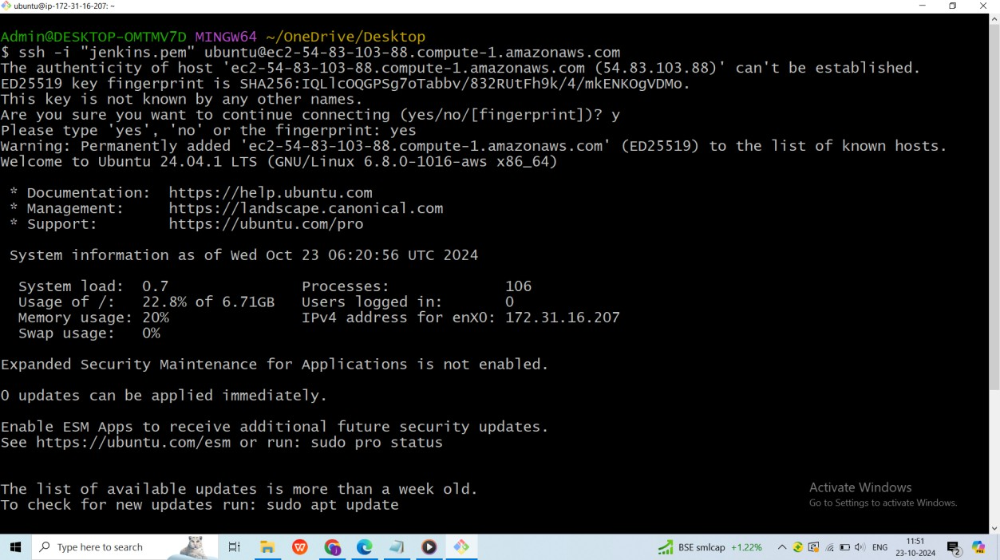 ubuntu@ip-172-31-16-207: ~
Admin@DESKTOP-OMTMV7D MINGW64 ~/OneDrive/Desktop
$ ssh -i "jenkins.pem" ubuntu@ec2-54-83-103-88.compute-1.amazonaws.com
The authenticity of host 'ec2-54-83-103-88.compute-1.amazonaws.com (54.83.103.88)' can't be established.
ED25519 key fingerprint is SHA256:IQLlcOQGPSg7oTabbv/832RUtFh9k/4/mkENKOgVDMo.
This key is not known by any other names.
Are you sure you want to continue connecting (yes/no/[fingerprint])? y
Please type 'yes', 'no' or the fingerprint: yes
Warning: Permanently added 'ec2-54-83-103-88.compute-1.amazonaws.com' (ED25519) to the list of known hosts.
Welcome to Ubuntu 24.04.1 LTS (GNU/Linux 6.8.0-1016-aws x86_64)
* Documentation:  https://help.ubuntu.com
* Management:     https://landscape.canonical.com
* Support:        https://ubuntu.com/pro
System information as of Wed Oct 23 06:20:56 UTC 2024
System load:  0.7               Processes:             106
Usage of /:   22.8% of 6.71GB   Users logged in:       0
Memory usage: 20%               IPv4 address for enX0: 172.31.16.207
Swap usage:   0%
Expanded Security Maintenance for Applications is not enabled.
0 updates can be applied immediately.
Enable ESM Apps to receive additional future security updates.
See https://ubuntu.com/esm or run: sudo pro status
The list of available updates is more than a week old.
To check for new updates run: sudo apt update
Activate Windows
Go to Settings to activate Windows.
Type here to search
BSE smlcap +1.22%
ENG
11:51
23-10-2024
2